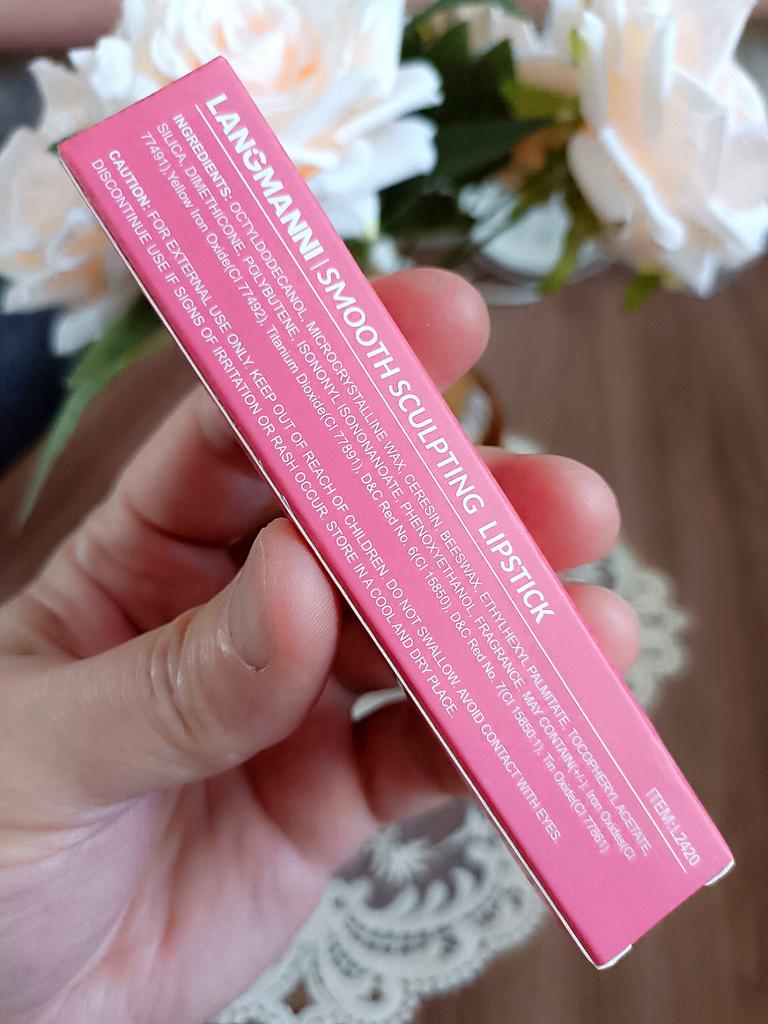 LANGMANNI | SMOOTH SCULPTING LIPSTICK
ITEM:L2420
INGREDIENTS: OCTYLDODECANOL, MICROCRYSTALLINE WAX, CERESIN, BEESWAX, ETHYLHEXYL PALMITATE, TOCOPHERYL ACETATE,
SILICA, DIMETHICONE, POLYBUTENE, ISONONYL ISONONANOATE, PHENOXYETHANOL, FRAGRANCE. MAY CONTAIN[+/-]: Iron Oxides(CI
77491),Yellow Iron Oxide(CI 77492), Titanium Dioxide(CI 77891), D&C Red No. 6(CI 15850), D&C Red No. 7(CI 15850:1), Tin Oxide(CI 77861)
CAUTION: FOR EXTERNAL USE ONLY. KEEP OUT OF REACH OF CHILDREN. DO NOT SWALLOW. AVOID CONTACT WITH EYES.
DISCONTINUE USE IF SIGNS OF IRRITATION OR RASH OCCUR. STORE IN A COOL AND DRY PLACE.